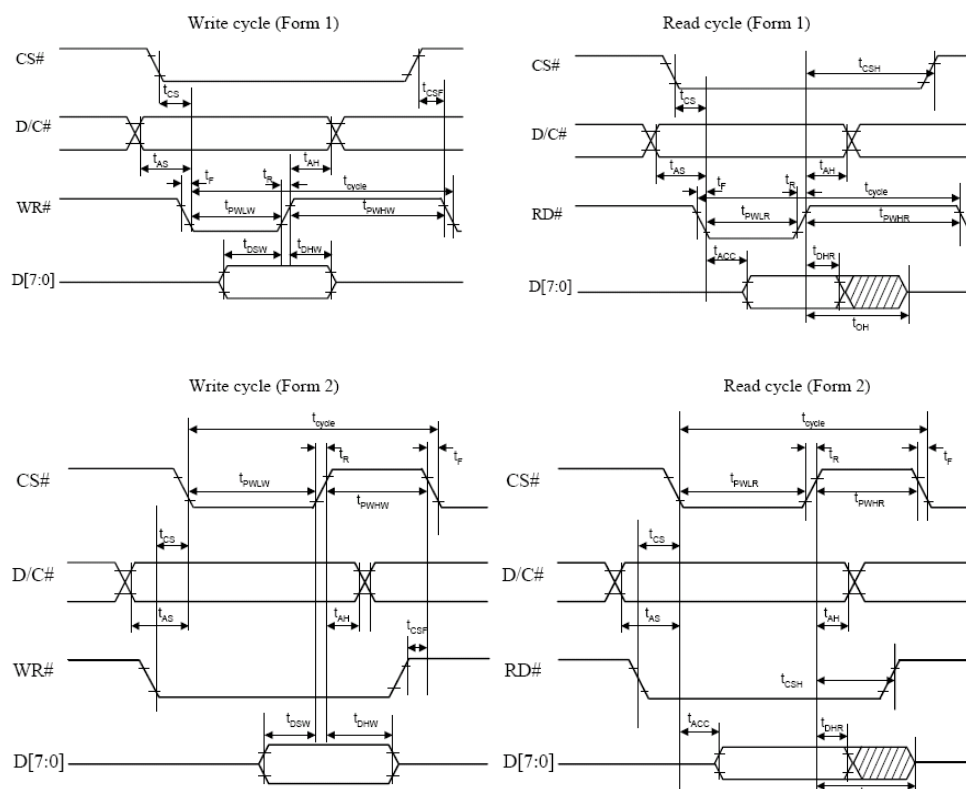 Write cycle (Form 1)
CS#
tCS
tCSF
D/C#
tAS
tAH
tF
tR
tcycle
WR#
tPWLW
tPWHW
tDSW
tDHW
D[7:0]
Read cycle (Form 1)
CS#
tCSH
tCS
D/C#
tAS
tAH
tF
tR
tcycle
RD#
tPWLR
tPWHR
tACC
tDHR
D[7:0]
tOH
Write cycle (Form 2)
tcycle
tR
tF
CS#
tPWLW
tPWHW
tCS
D/C#
tAS
tAH
tCSF
WR#
tDSW
tDHW
D[7:0]
Read cycle (Form 2)
tcycle
tR
tF
CS#
tPWLR
tPWHR
tCS
D/C#
tAS
tAH
RD#
tCSH
tACC
tDHR
D[7:0]